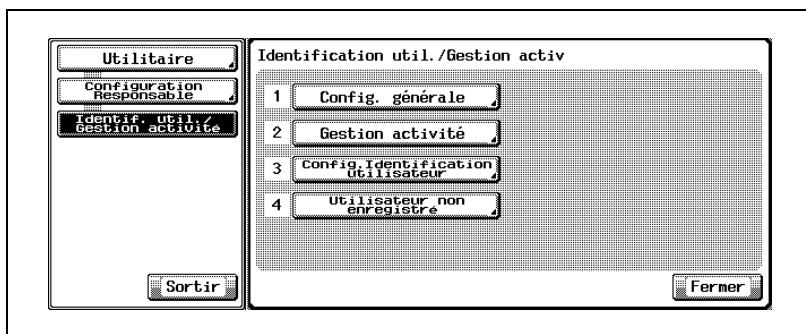 Utilitaire
Configuration
Responsable
Identif. util./
Gestion activité
Sortir
Identification util./Gestion activ
1 Config. générale
2 Gestion activité
3 Config.Identification
utilisateur
4 Utilisateur non
enregistré
Fermer